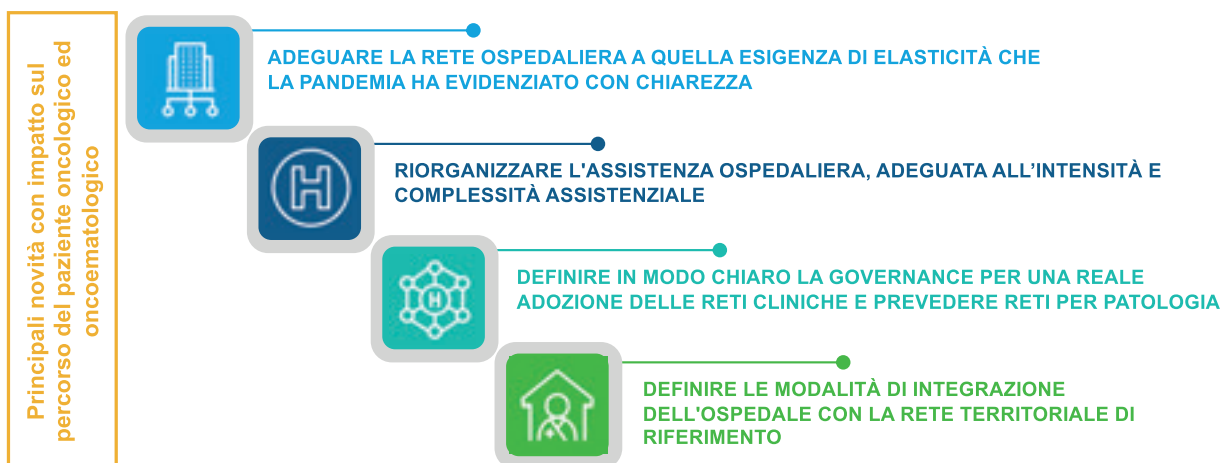 Principali novità con impatto sul
percorso del paziente oncologico ed
oncoematologico
ADEGUARE LA RETE OSPEDALIERA A QUELLA ESIGENZA DI ELASTICITÀ CHE
LA PANDEMIA HA EVIDENZIATO CON CHIAREZZA
H
RIORGANIZZARE L'ASSISTENZA OSPEDALIERA, ADEGUATA ALL’INTENSITÀ E
COMPLESSITÀ ASSISTENZIALE
H
DEFINIRE IN MODO CHIARO LA GOVERNANCE PER UNA REALE
ADOZIONE DELLE RETI CLINICHE E PREVEDERE RETI PER PATOLOGIA
DEFINIRE LE MODALITÀ DI INTEGRAZIONE
DELL'OSPEDALE CON LA RETE TERRITORIALE DI
RIFERIMENTO